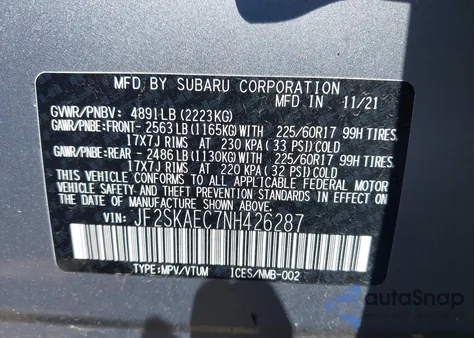 MFD BY SUBARU CORPORATION
MFD IN 11/21
GVWR/PNBV: 4891LB (2223KG)
GAWR/PNBE: FRONT- 2563LB (1165KG)WITH 225/60R17 99H TIRES,
17X7J RIMS AT 230 KPA (33 PSI)COLD
GAWR/PNBE: REAR - 2486LB (1130KG)WITH 225/60R17 99H TIRES,
17X7J RIMS AT 220 KPA (32 PSI)COLD
THIS VEHICLE CONFORMS TO ALL APPLICABLE FEDERAL MOTOR
VEHICLE SAFETY AND THEFT PREVENTION STANDARDS IN EFFECT ON
THE DATE OF MANUFACTURE SHOWN ABOVE.
VIN: JF2SKAEC7NH426287
TYPE:MPV/VTUM ICES/NMB-002
autoSnap